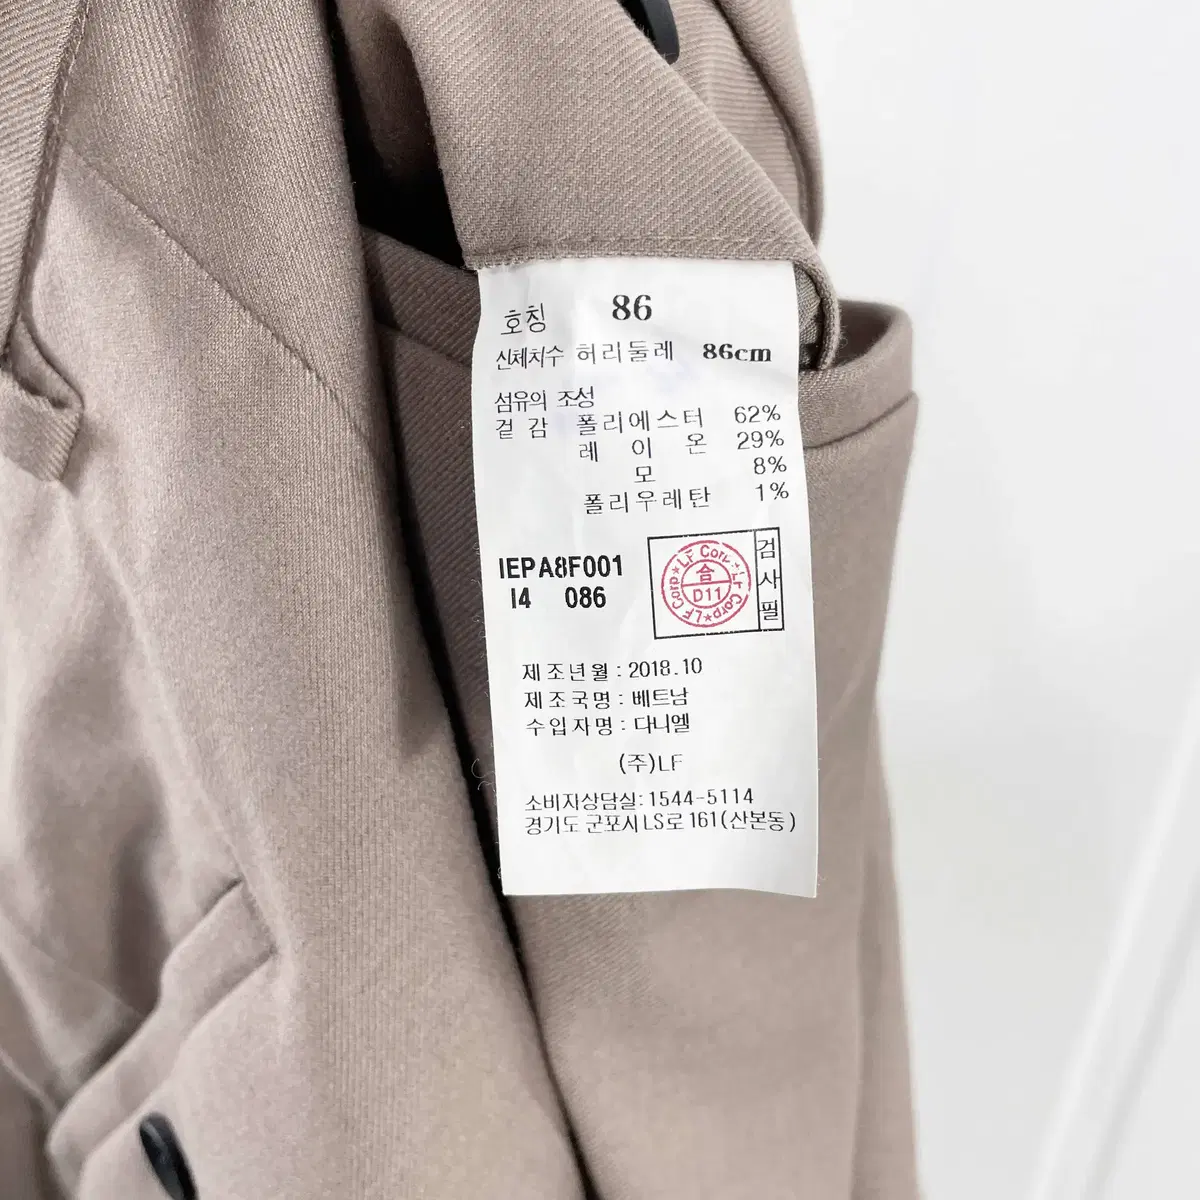 호칭 86
신체치수 허리둘레 86cm
섬유의 조성
겉 감 폴리에스터 62%
레 이 온 29%
모 8%
폴리우레탄 1%
IEPA8F001
I4 086
LF Corp★LF Corp★LF Corp★
合
D11
검사필
제조년월 : 2018.10
제조국명 : 베트남
수입자명 : 다니엘
(주)LF
소비자상담실:1544-5114
경기도 군포시 LS로 161(산본동)